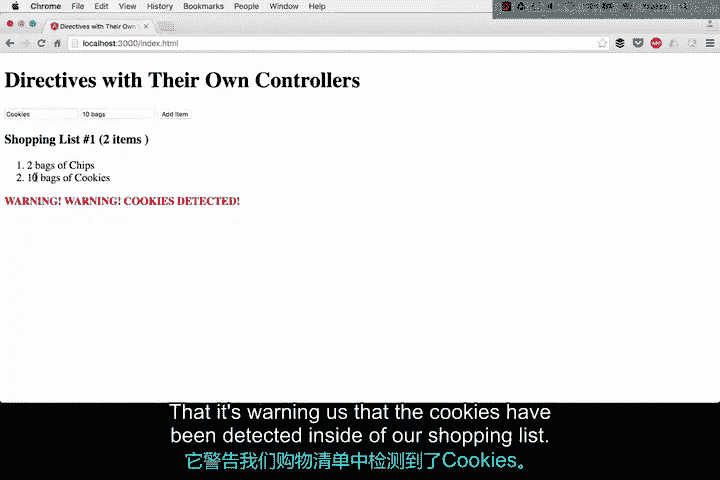 Chrome File Edit View History Bookmarks People Window Help
Directives with Their Own
localhost:3000/index.html
Directives with Their Own Controllers
Cookies 10 bags Add Item
Shopping List #1 (2 items )
1. 2 bags of Chips
2. 10 bags of Cookies
WARNING! WARNING! COOKIES DETECTED!
That it's warning us that the cookies have
been detected inside of our shopping list.
它警告我们购物清单中检测到了Cookies。